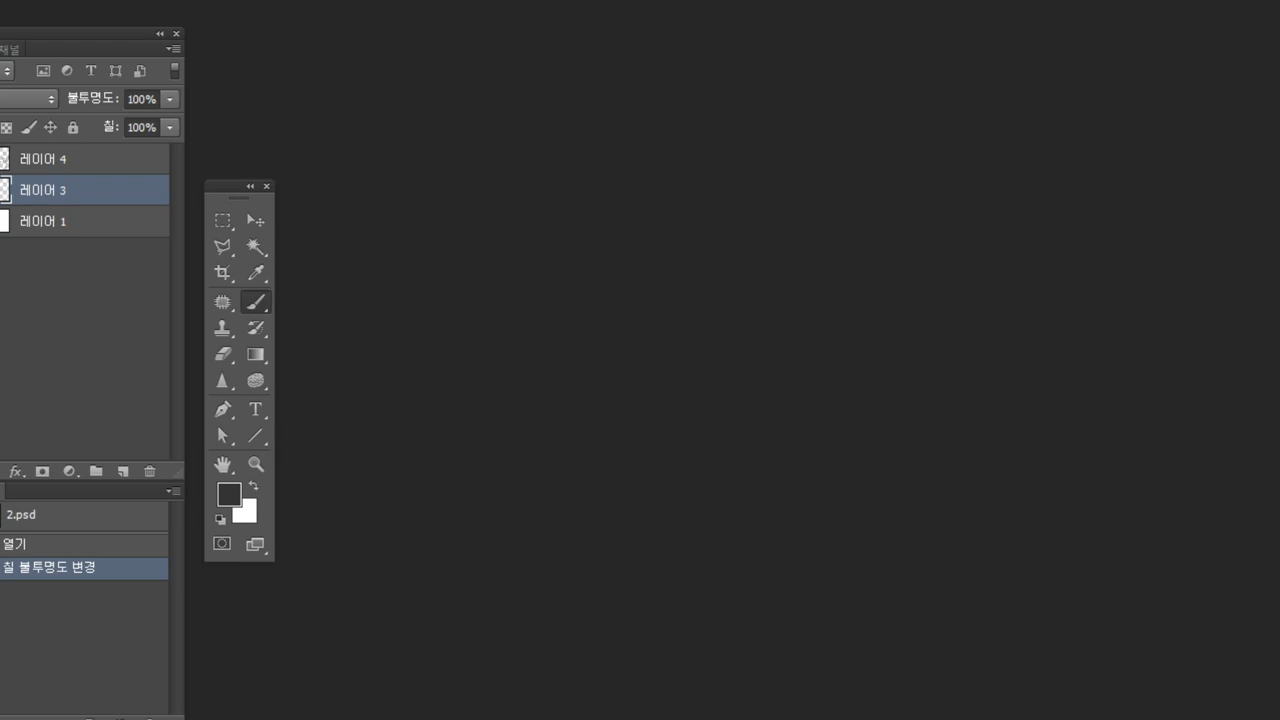 채널
불투명도: 100%
칠: 100%
레이어 4
레이어 3
레이어 1
fx
2.psd
열기
칠 불투명도 변경